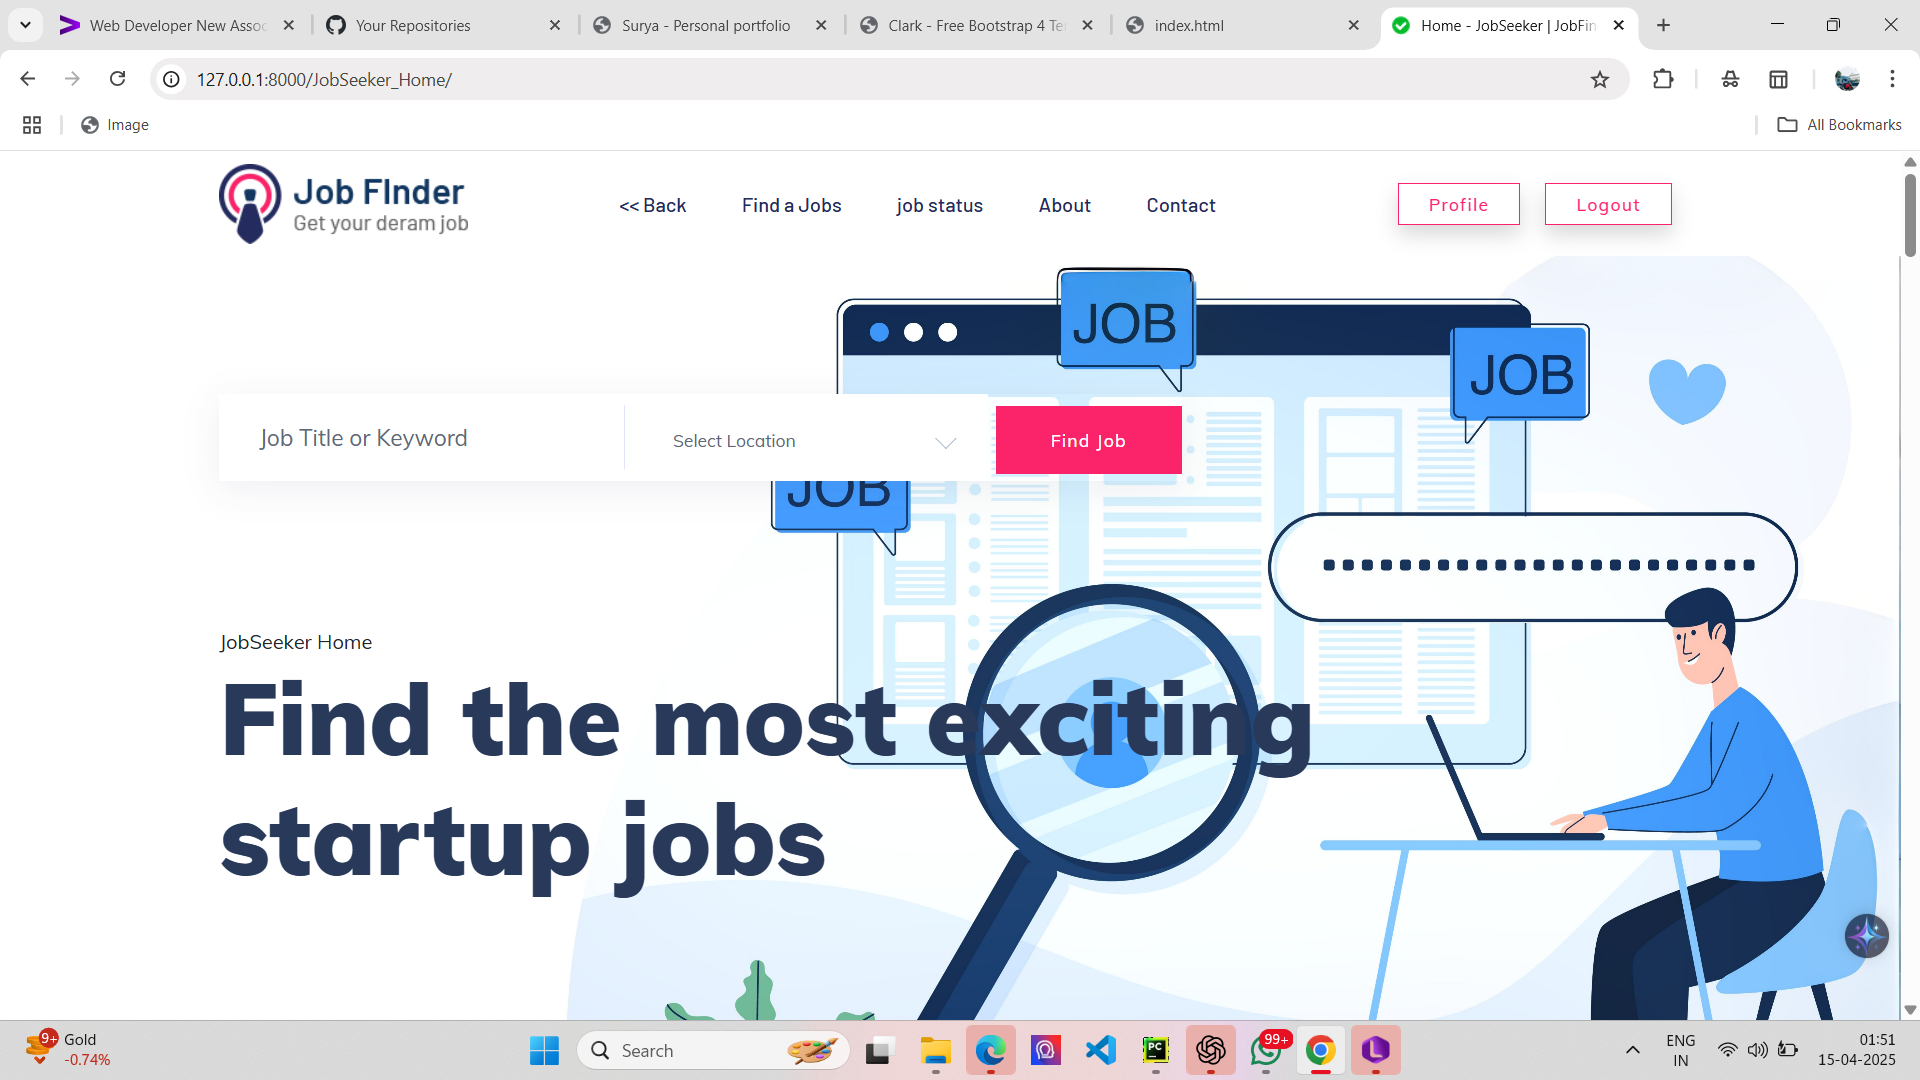 Web Developer New Assoc
Your Repositories
Surya - Personal portfolio
Clark - Free Bootstrap 4 Te
index.html
Home - JobSeeker | JobFin
127.0.0.1:8000/JobSeeker_Home/
Image
All Bookmarks
Job FInder
Get your deram job
<< Back
Find a Jobs
job status
About
Contact
Profile
Logout
JOB
JOB
Job Title or Keyword
Select Location
Find Job
JOB
JobSeeker Home
Find the most exciting
startup jobs
9+
Gold
-0.74%
Search
PC
99+
L
ENG
IN
01:51
15-04-2025